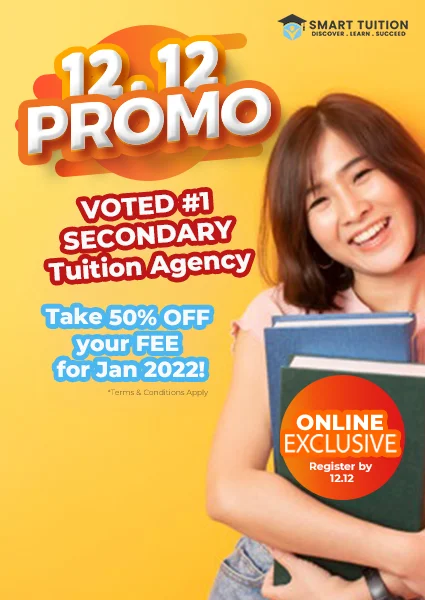 SMART TUITION
DISCOVER . LEARN . SUCCEED
12.12
PROMO
VOTED #1
SECONDARY
Tuition Agency
Take 50% OFF
your FEE
for Jan 2022!
*Terms & Conditions Apply
ONLINE
EXCLUSIVE
Register by
12.12